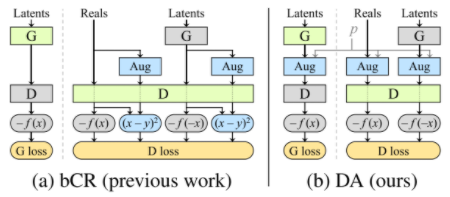 Latents Reals Latents Latents Reals Latents
G G G p G
Aug Aug Aug Aug Aug
D D D D
−f(x) −f(x) (x−y)² −f(−x) (x−y)² −f(x) −f(x) −f(−x)
G loss D loss G loss D loss
(a) bCR (previous work) (b) DA (ours)